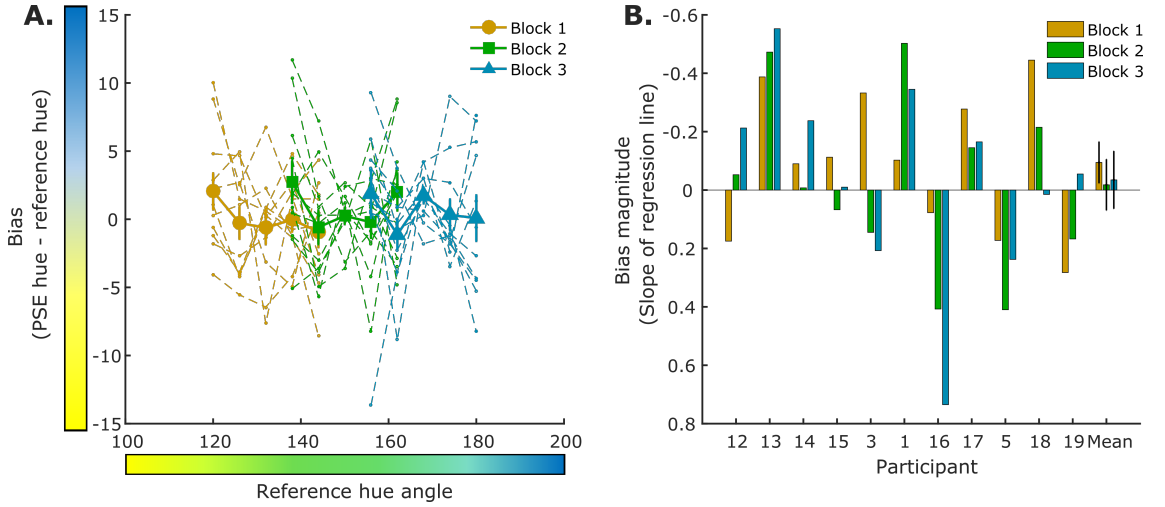 A.
15
10
5
0
-5
-10
-15
Bias
(PSE hue - reference hue)
Block 1
Block 2
Block 3
100
120
140
160
180
200
Reference hue angle
B.
-0.6
-0.4
-0.2
0
0.2
0.4
0.6
0.8
Bias magnitude
(Slope of regression line)
Block 1
Block 2
Block 3
12
13
14
15
3
1
16
17
5
18
19
Mean
Participant